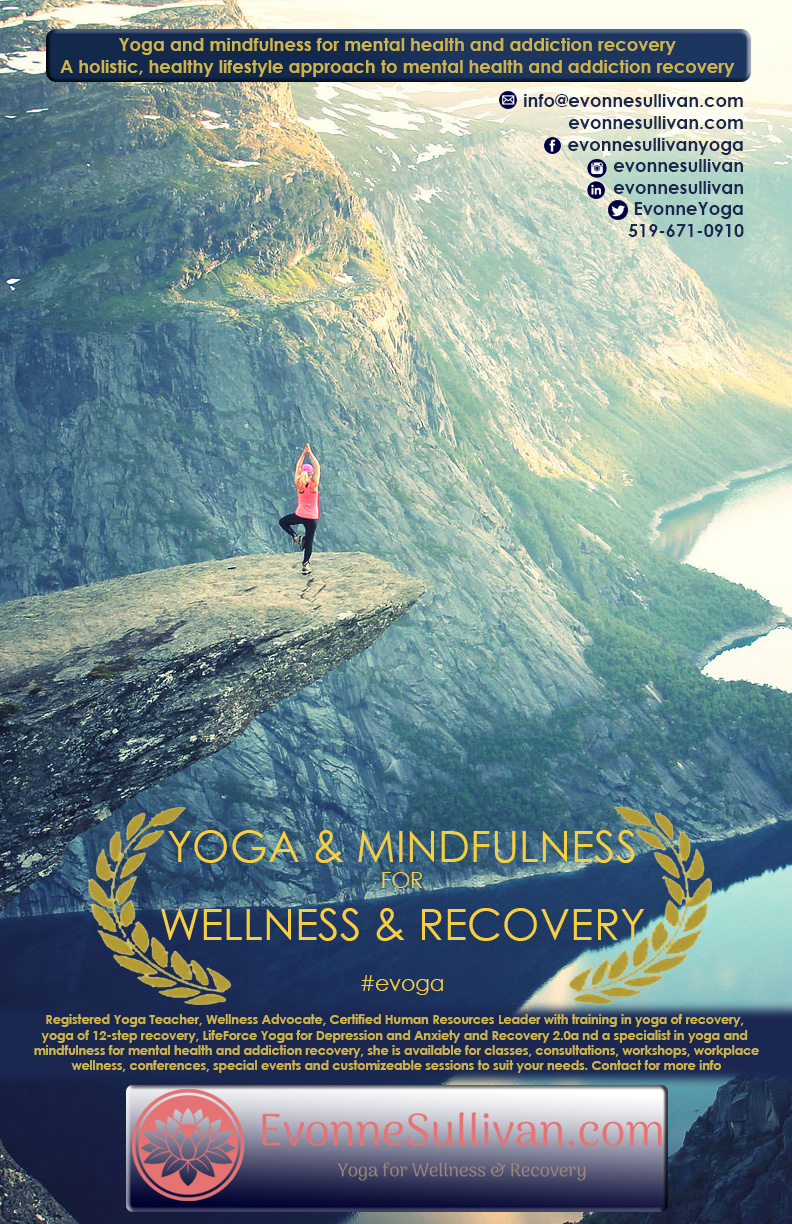 Yoga and mindfulness for mental health and addiction recovery
A holistic, healthy lifestyle approach to mental health and addiction recovery
info@evonnesullivan.com
evonnesullivan.com
evonnesullivanyoga
evonnesullivan
evonnesullivan
EvonneYoga
519-671-0910
YOGA & MINDFULNESS
FOR
WELLNESS & RECOVERY
#evoga
Registered Yoga Teacher, Wellness Advocate, Certified Human Resources Leader with training in yoga of recovery,
yoga of 12-step recovery, LifeForce Yoga for Depression and Anxiety and Recovery 2.0a nd a specialist in yoga and
mindfulness for mental health and addiction recovery, she is available for classes, consultations, workshops, workplace
wellness, conferences, special events and customizeable sessions to suit your needs. Contact for more info
EvonneSullivan.com
Yoga for Wellness & Recovery